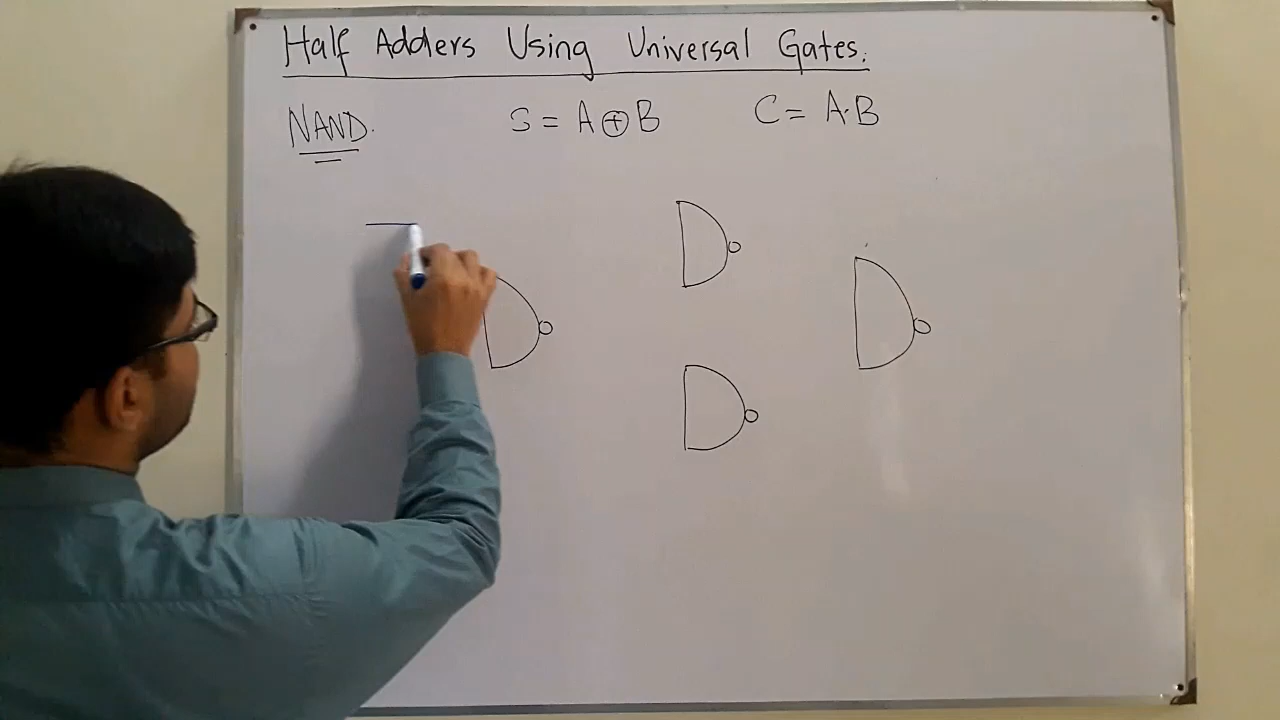 Half Adders Using Universal Gates.
NAND. S = A ⊕ B C = A·B